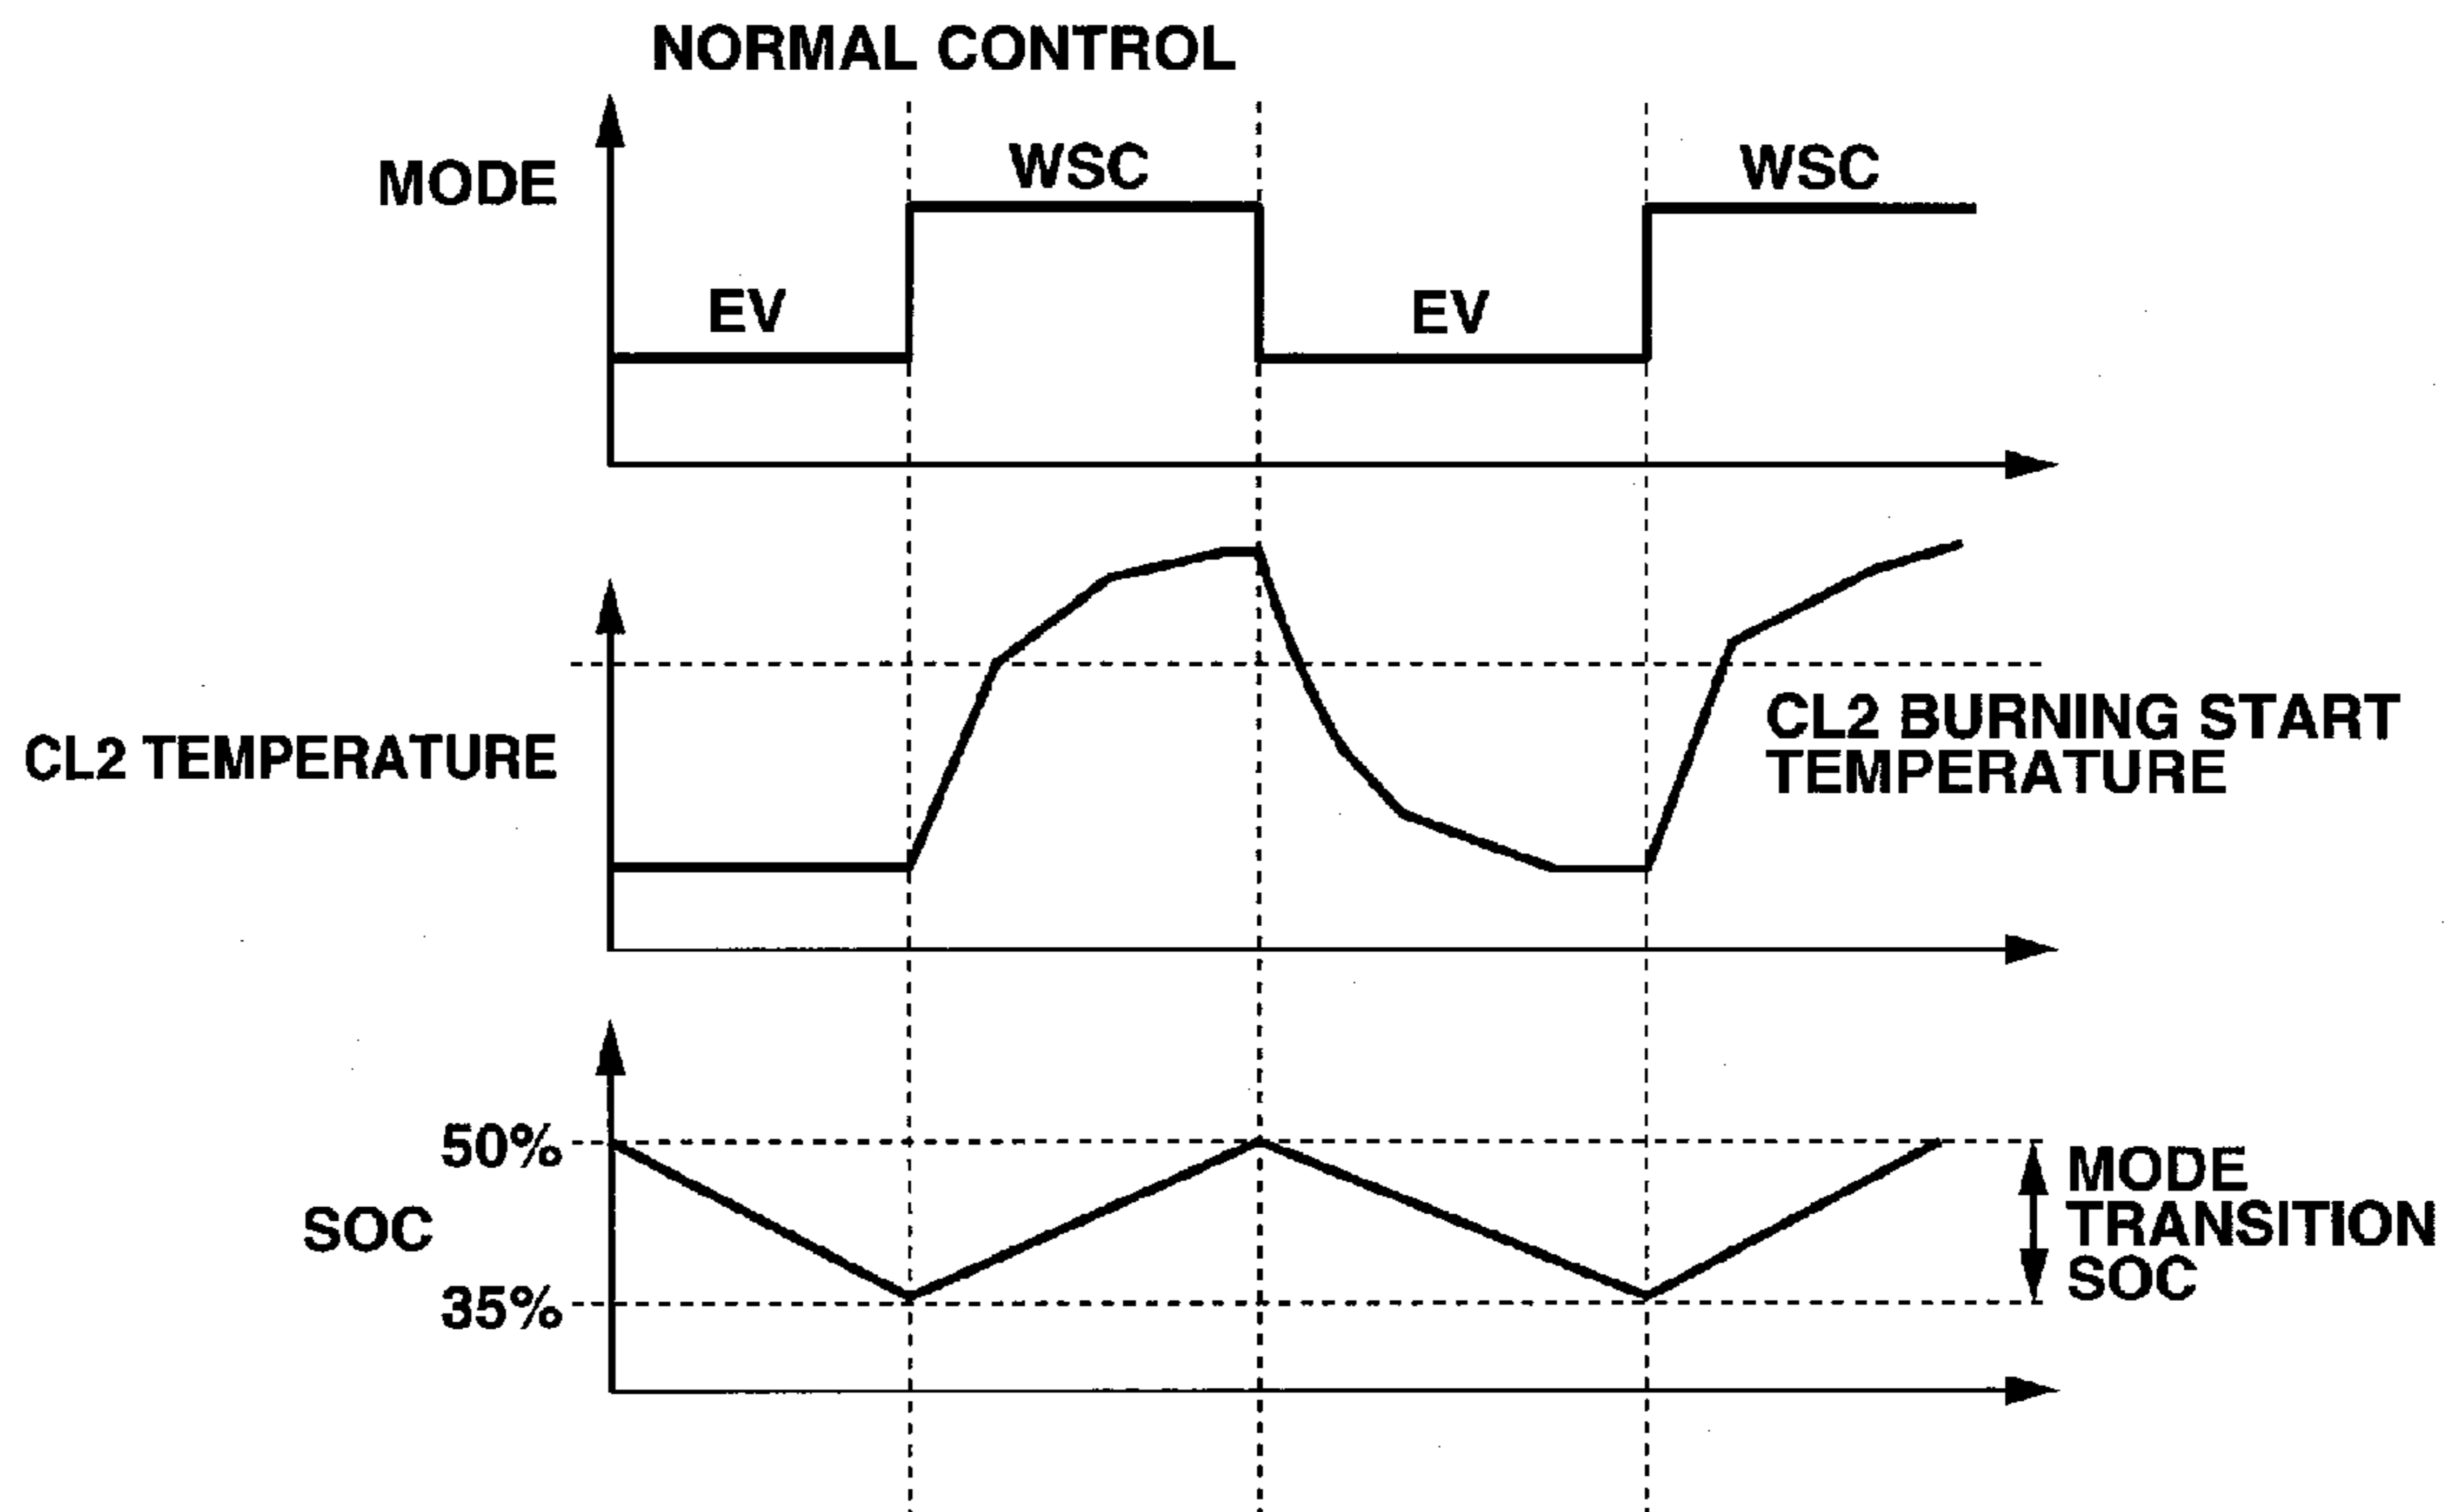 NORMAL CONTROL
MODE
WSC
WSC
EV
EV
CL2 TEMPERATURE
CL2 BURNING START
TEMPERATURE
50%
SOC
35%
MODE
TRANSITION
SOC